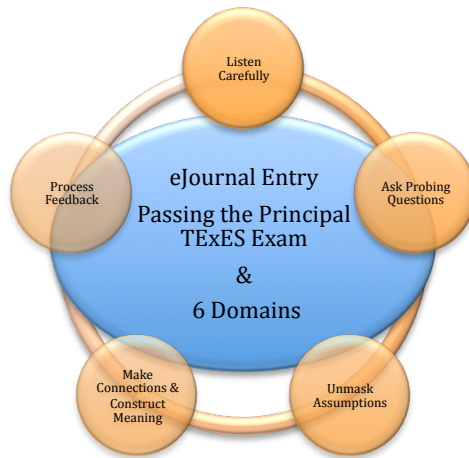 Listen
Carefully
Process
Feedback
eJournal Entry
Passing the Principal
TExES Exam
&
6 Domains
Ask Probing
Questions
Make
Connections &
Construct
Meaning
Unmask
Assumptions